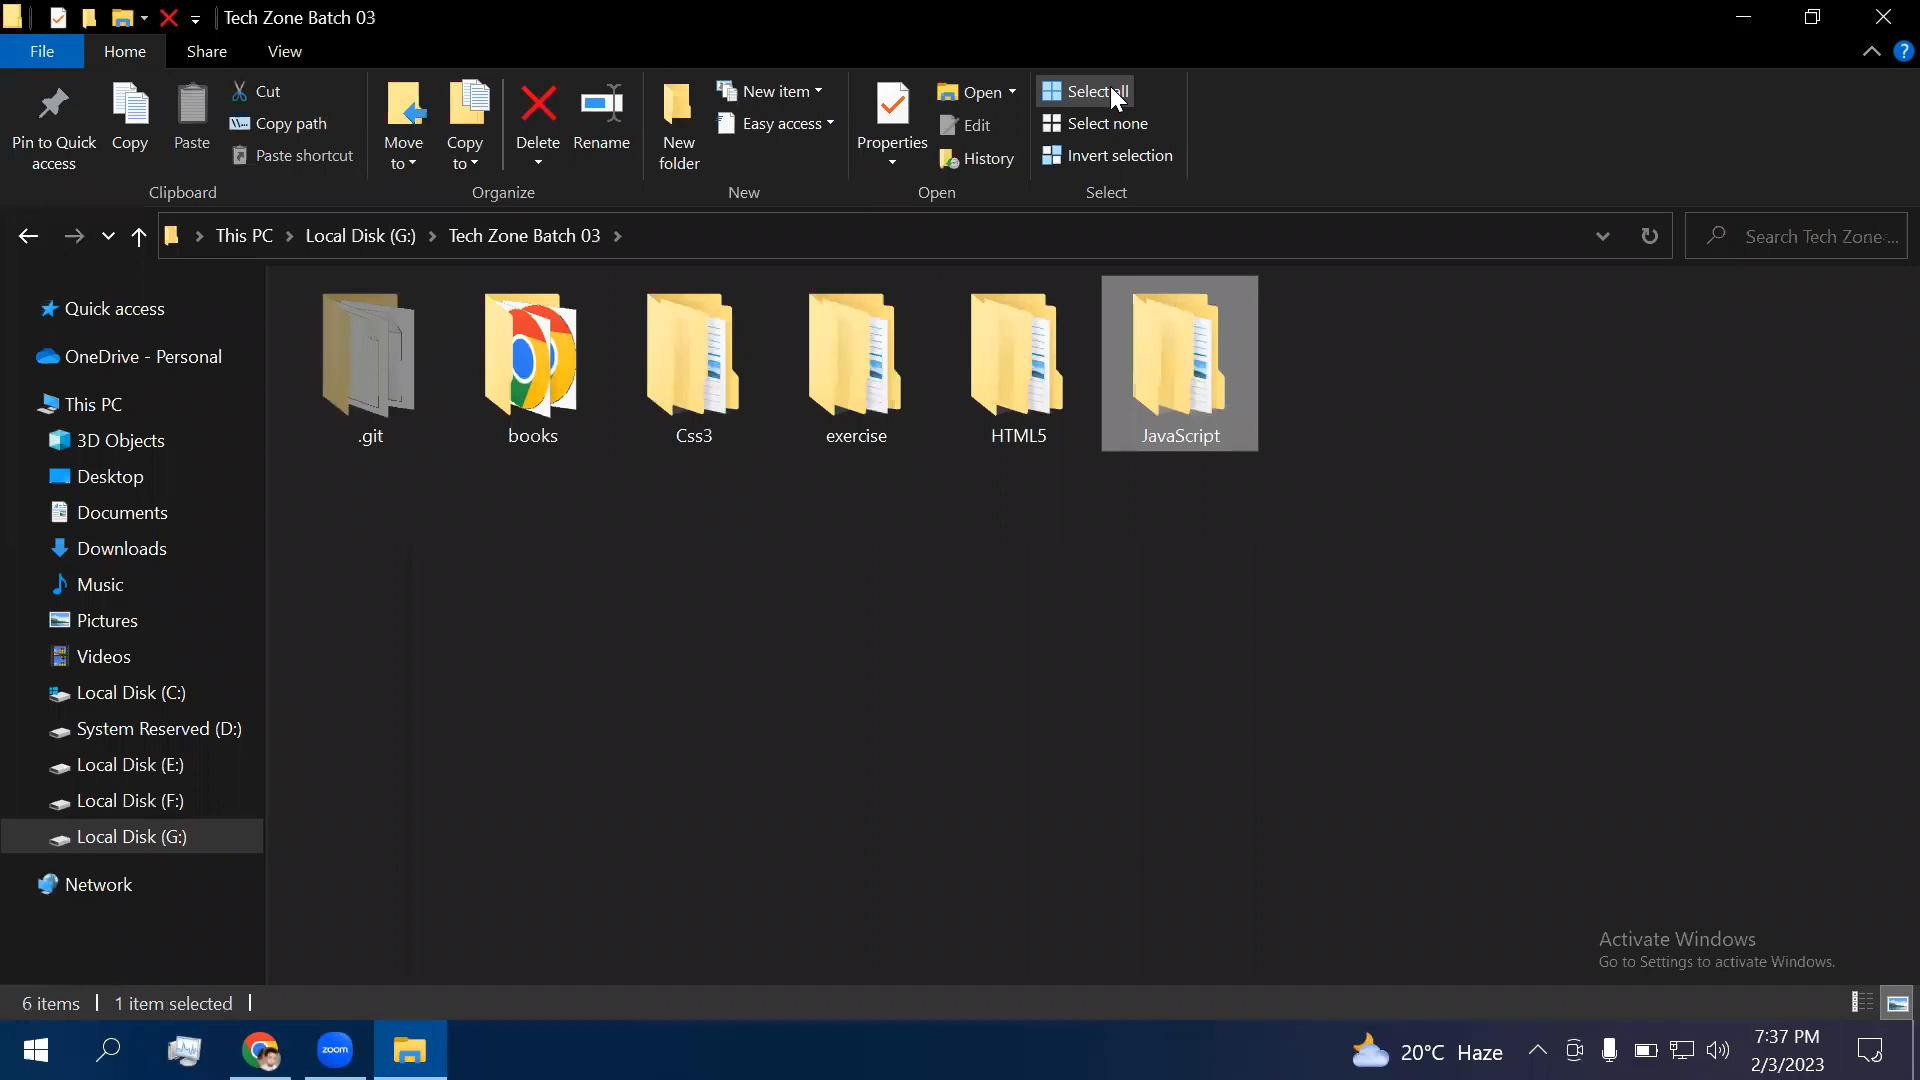 Tech Zone Batch 03
File Home Share View
Pin to Quick access
Copy
Paste
Cut
Copy path
Paste shortcut
Clipboard
Move to
Copy to
Delete
Rename
Organize
New folder
New item
Easy access
New
Properties
Open
Edit
History
Open
Select all
Select none
Invert selection
Select
This PC Local Disk (G:) Tech Zone Batch 03
Search Tech Zone ...
Quick access
OneDrive - Personal
This PC
3D Objects
Desktop
Documents
Downloads
Music
Pictures
Videos
Local Disk (C:)
System Reserved (D:)
Local Disk (E:)
Local Disk (F:)
Local Disk (G:)
Network
.git books Css3 exercise HTML5 JavaScript
Activate Windows
Go to Settings to activate Windows.
6 items 1 item selected
zoom
20°C Haze
7:37 PM
2/3/2023